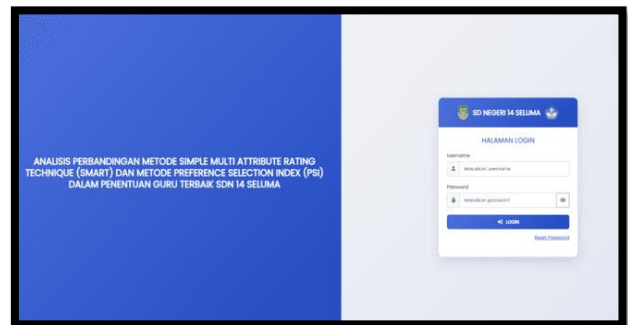 ANALISIS PERBANDINGAN METODE SIMPLE MULTI ATTRIBUTE RATING
TECHNIQUE (SMART) DAN METODE PREFERENCE SELECTION INDEX (PSI)
DALAM PENENTUAN GURU TERBAIK SDN 14 SELUMA
SD NEGERI 14 SELUMA
HALAMAN LOGIN
Username
Masukkan username
Password
Masukkan password
LOGIN
Reset Password